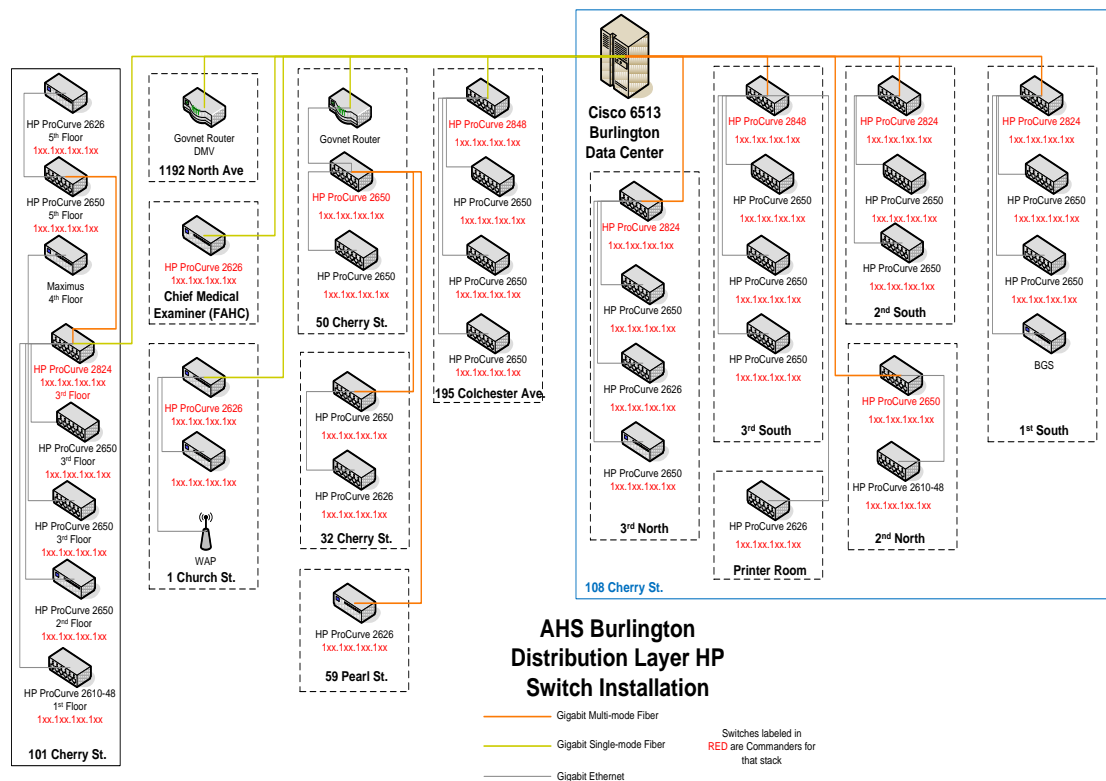 HP ProCurve 2626
5th Floor
1xx.1xx.1xx.1xx
HP ProCurve 2650
5th Floor
1xx.1xx.1xx.1xx
Maximus
4th Floor
HP ProCurve 2824
1xx.1xx.1xx.1xx
3rd Floor
HP ProCurve 2650
3rd Floor
1xx.1xx.1xx.1xx
HP ProCurve 2650
3rd Floor
1xx.1xx.1xx.1xx
HP ProCurve 2650
2nd Floor
1xx.1xx.1xx.1xx
HP ProCurve 2610-48
1st Floor
1xx.1xx.1xx.1xx
101 Cherry St.
Govnet Router
DMV
1192 North Ave
HP ProCurve 2626
1xx.1xx.1xx.1xx
Chief Medical
Examiner (FAHC)
HP ProCurve 2626
1xx.1xx.1xx.1xx
1xx.1xx.1xx.1xx
WAP
1 Church St.
Govnet Router
HP ProCurve 2650
1xx.1xx.1xx.1xx
HP ProCurve 2650
1xx.1xx.1xx.1xx
50 Cherry St.
HP ProCurve 2650
1xx.1xx.1xx.1xx
HP ProCurve 2626
1xx.1xx.1xx.1xx
32 Cherry St.
HP ProCurve 2626
1xx.1xx.1xx.1xx
59 Pearl St.
HP ProCurve 2848
1xx.1xx.1xx.1xx
HP ProCurve 2650
1xx.1xx.1xx.1xx
HP ProCurve 2650
1xx.1xx.1xx.1xx
HP ProCurve 2650
1xx.1xx.1xx.1xx
195 Colchester Ave.
Cisco 6513
Burlington
Data Center
HP ProCurve 2824
1xx.1xx.1xx.1xx
HP ProCurve 2650
1xx.1xx.1xx.1xx
HP ProCurve 2626
1xx.1xx.1xx.1xx
HP ProCurve 2650
1xx.1xx.1xx.1xx
3rd North
HP ProCurve 2848
1xx.1xx.1xx.1xx
HP ProCurve 2650
1xx.1xx.1xx.1xx
HP ProCurve 2650
1xx.1xx.1xx.1xx
HP ProCurve 2650
1xx.1xx.1xx.1xx
3rd South
HP ProCurve 2626
1xx.1xx.1xx.1xx
Printer Room
HP ProCurve 2824
1xx.1xx.1xx.1xx
HP ProCurve 2650
1xx.1xx.1xx.1xx
HP ProCurve 2650
1xx.1xx.1xx.1xx
2nd South
HP ProCurve 2650
1xx.1xx.1xx.1xx
HP ProCurve 2610-48
1xx.1xx.1xx.1xx
2nd North
HP ProCurve 2824
1xx.1xx.1xx.1xx
HP ProCurve 2650
1xx.1xx.1xx.1xx
HP ProCurve 2650
1xx.1xx.1xx.1xx
BGS
1st South
108 Cherry St.
AHS Burlington
Distribution Layer HP
Switch Installation
Gigabit Multi-mode Fiber
Gigabit Single-mode Fiber
Gigabit Ethernet
Switches labeled in
RED are Commanders for
that stack